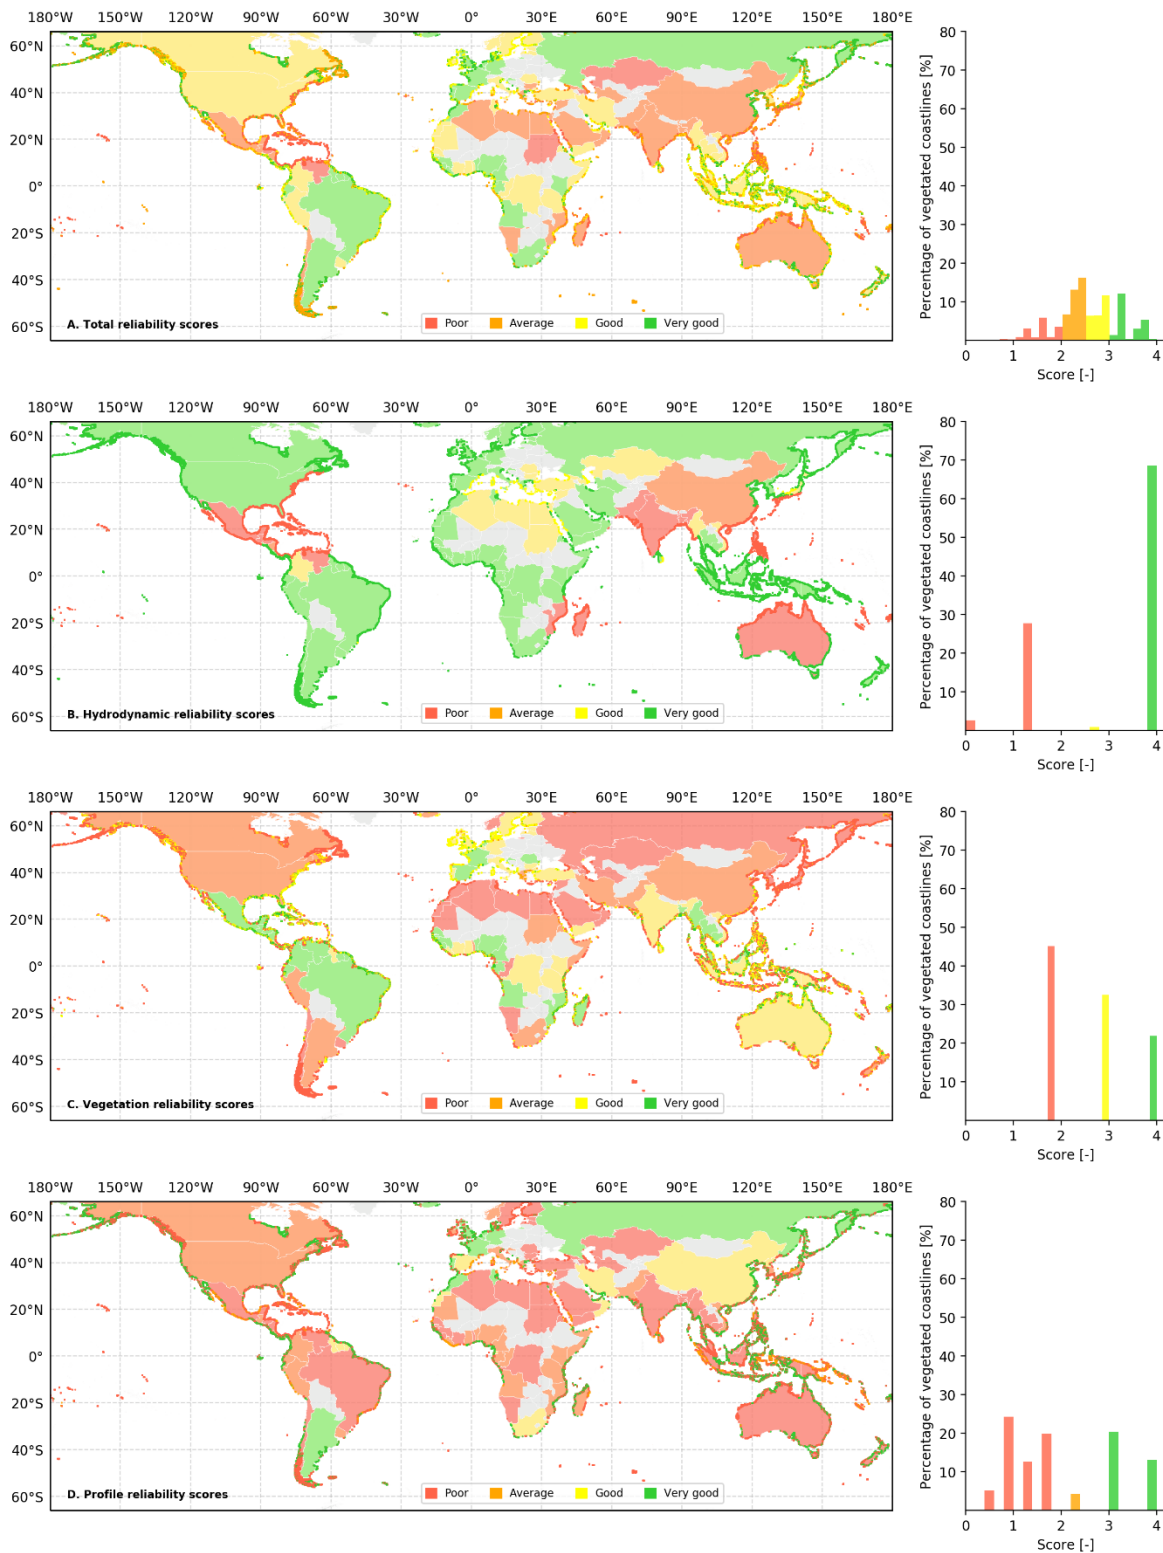 180°W 150°W 120°W 90°W 60°W 30°W 0° 30°E 60°E 90°E 120°E 150°E 180°E
60°N
40°N
20°N
0°
20°S
40°S
60°S
A. Total reliability scores
Poor Average Good Very good
Percentage of vegetated coastlines [%]
80
70
60
50
40
30
20
10
0 1 2 3 4
Score [-]
180°W 150°W 120°W 90°W 60°W 30°W 0° 30°E 60°E 90°E 120°E 150°E 180°E
60°N
40°N
20°N
0°
20°S
40°S
60°S
B. Hydrodynamic reliability scores
Poor Average Good Very good
Percentage of vegetated coastlines [%]
80
70
60
50
40
30
20
10
0 1 2 3 4
Score [-]
180°W 150°W 120°W 90°W 60°W 30°W 0° 30°E 60°E 90°E 120°E 150°E 180°E
60°N
40°N
20°N
0°
20°S
40°S
60°S
C. Vegetation reliability scores
Poor Average Good Very good
Percentage of vegetated coastlines [%]
80
70
60
50
40
30
20
10
0 1 2 3 4
Score [-]
180°W 150°W 120°W 90°W 60°W 30°W 0° 30°E 60°E 90°E 120°E 150°E 180°E
60°N
40°N
20°N
0°
20°S
40°S
60°S
D. Profile reliability scores
Poor Average Good Very good
Percentage of vegetated coastlines [%]
80
70
60
50
40
30
20
10
0 1 2 3 4
Score [-]